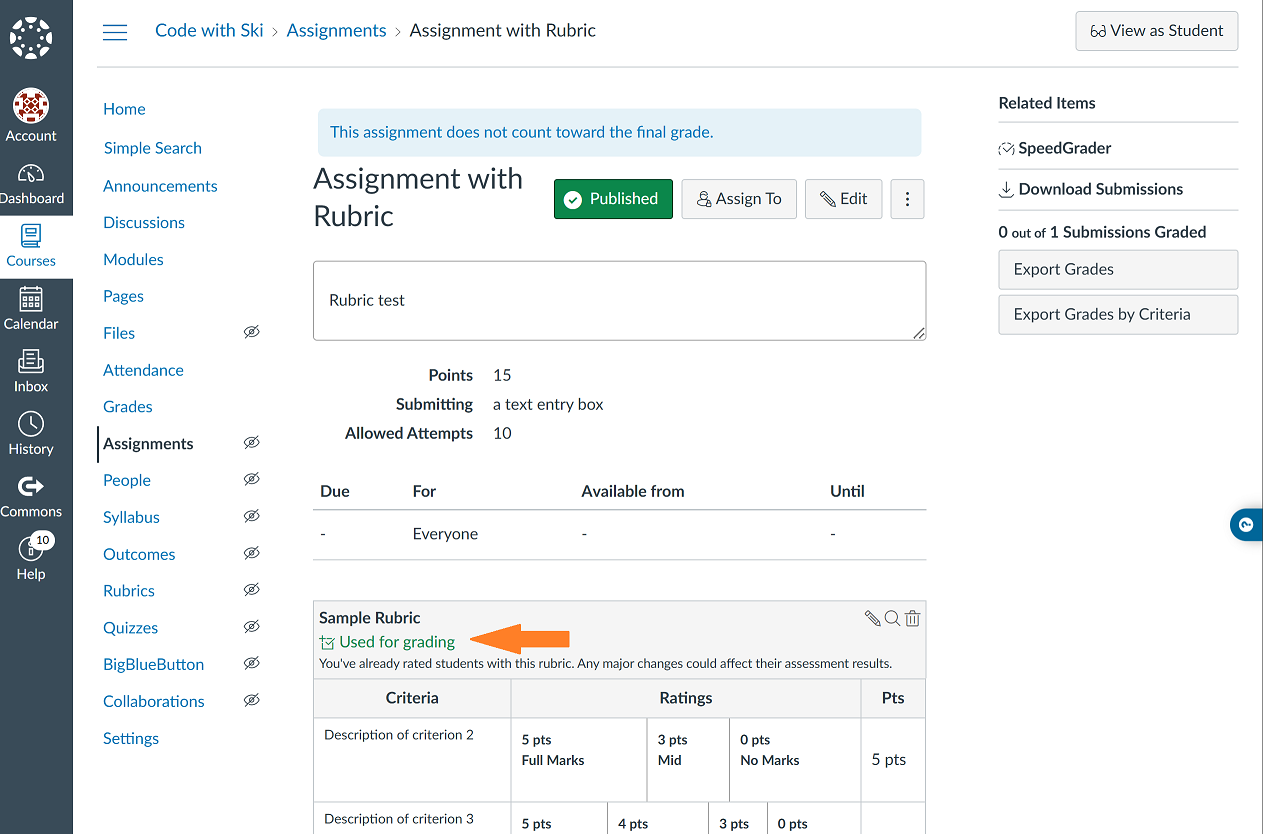 Code with Ski › Assignments › Assignment with Rubric
View as Student
Account
Dashboard
Courses
Calendar
Inbox
History
Commons
10
Help
Home
Simple Search
Announcements
Discussions
Modules
Pages
Files
Attendance
Grades
Assignments
People
Syllabus
Outcomes
Rubrics
Quizzes
BigBlueButton
Collaborations
Settings
This assignment does not count toward the final grade.
Assignment with
Rubric
Published
Assign To
Edit
Rubric test
Points 15
Submitting a text entry box
Allowed Attempts 10
Due For Available from Until
- Everyone - -
Sample Rubric
Used for grading
You've already rated students with this rubric. Any major changes could affect their assessment results.
Criteria Ratings Pts
Description of criterion 2
5 pts 3 pts 0 pts
Full Marks Mid No Marks
5 pts
Description of criterion 3
5 pts 4 pts 3 pts 0 pts
Related Items
SpeedGrader
Download Submissions
0 out of 1 Submissions Graded
Export Grades
Export Grades by Criteria